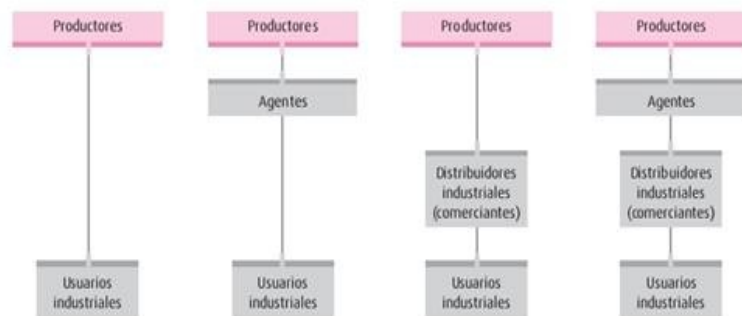 Productores
Productores
Productores
Productores
Agentes
Agentes
Distribuidores
industriales
(comerciantes)
Distribuidores
industriales
(comerciantes)
Usuarios
industriales
Usuarios
industriales
Usuarios
industriales
Usuarios
industriales